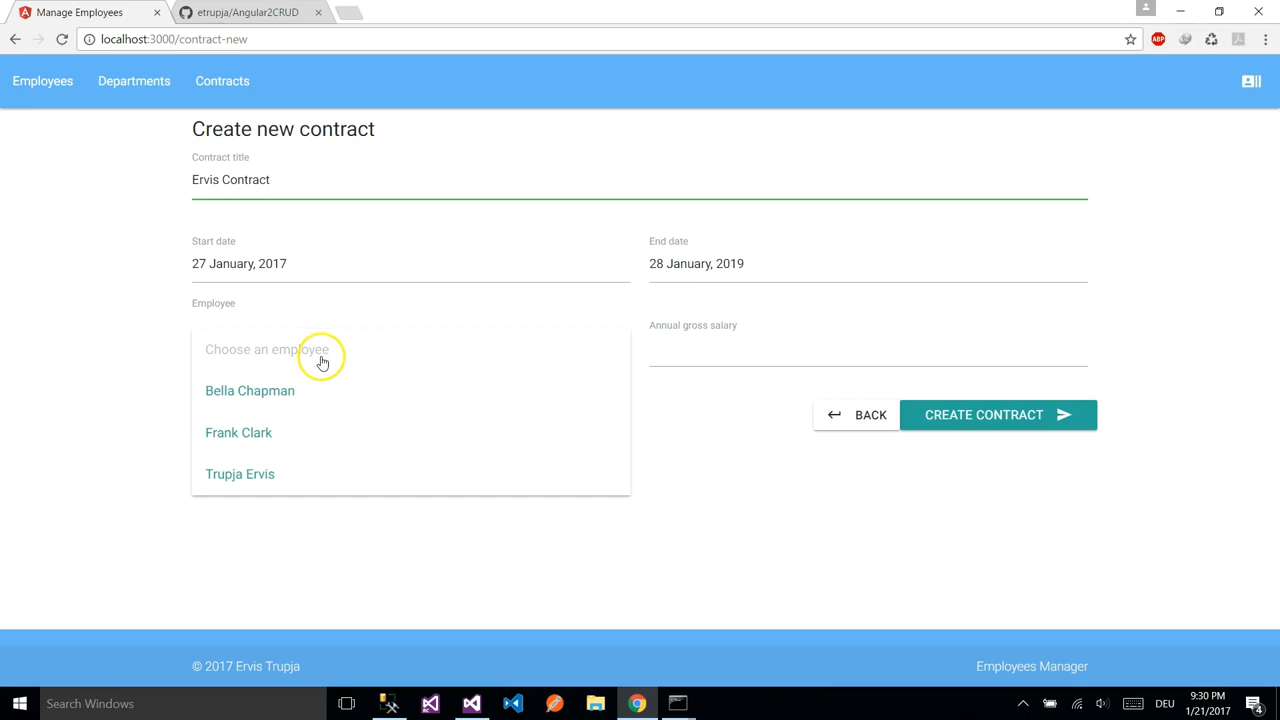 Manage Employees
etrupja/Angular2CRUD
localhost:3000/contract-new
ABP
Employees
Departments
Contracts
Create new contract
Contract title
Ervis Contract
Start date
End date
27 January, 2017
28 January, 2019
Employee
Annual gross salary
Choose an employee
Bella Chapman
Frank Clark
Trupja Ervis
BACK
CREATE CONTRACT
© 2017 Ervis Trupja
Employees Manager
Search Windows
DEU
9:30 PM
1/21/2017
4